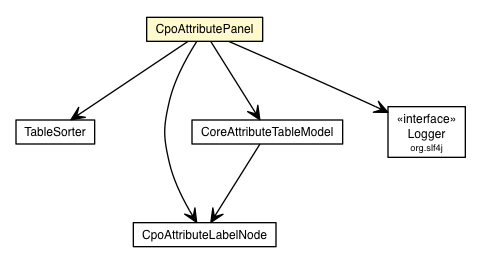 CpoAttributePanel
TableSorter
CoreAttributeTableModel
«interface»
Logger
org.slf4j
CpoAttributeLabelNode